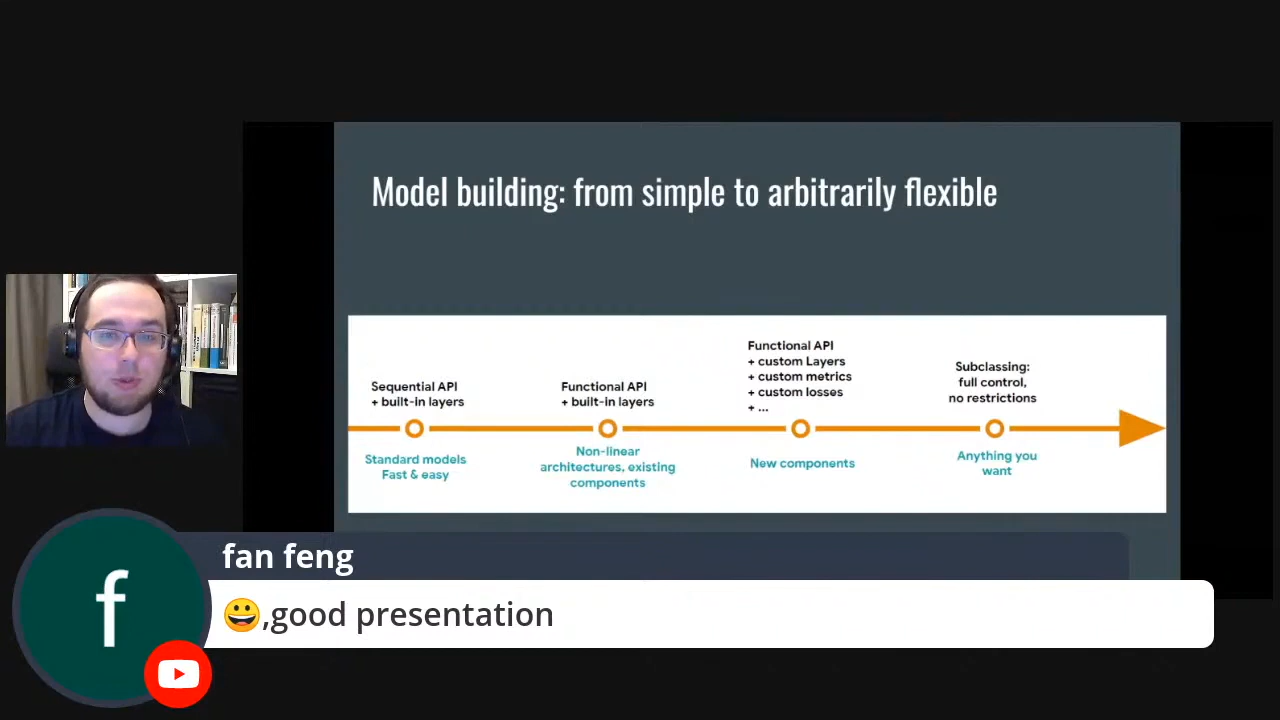 Model building: from simple to arbitrarily flexible
Sequential API
+ built-in layers
Standard models
Fast & easy
Functional API
+ built-in layers
Non-linear
architectures, existing
components
Functional API
+ custom Layers
+ custom metrics
+ custom losses
+ ...
New components
Subclassing:
full control,
no restrictions
Anything you
want
f
fan feng
😀,good presentation